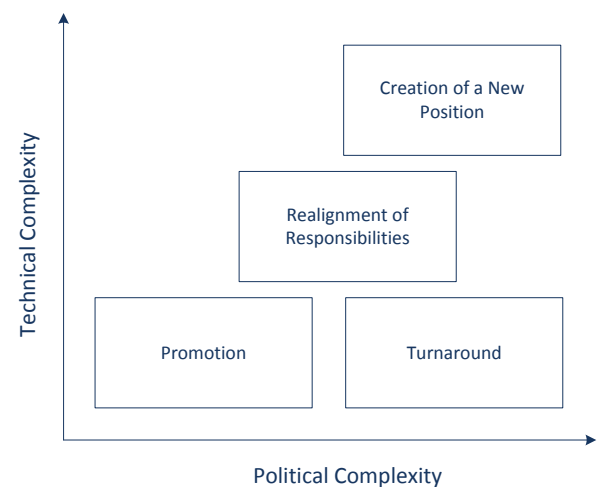 Technical Complexity
Creation of a New
Position
Realignment of
Responsibilities
Promotion
Turnaround
Political Complexity